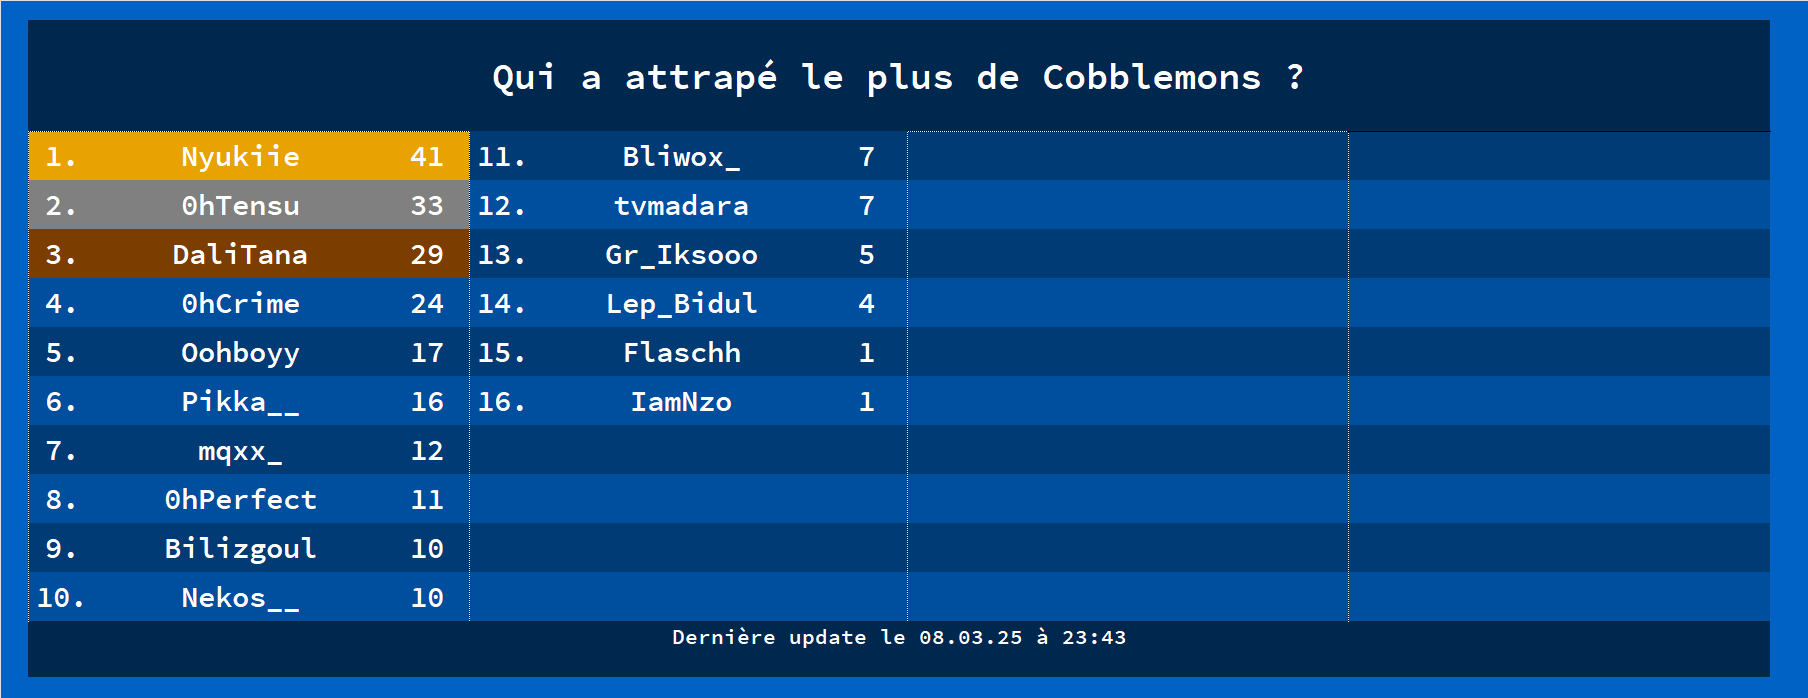 Qui a attrapé le plus de Cobblemons ?
1. Nyukiie 41
2. 0hTensu 33
3. DaliTana 29
4. 0hCrime 24
5. Oohboyy 17
6. Pikka__ 16
7. mqxx_ 12
8. 0hPerfect 11
9. Bilizgoul 10
10. Nekos__ 10
11. Bliwox_ 7
12. tvmadara 7
13. Gr_Iksooo 5
14. Lep_Bidul 4
15. Flaschh 1
16. IamNzo 1
Dernière update le 08.03.25 à 23:43